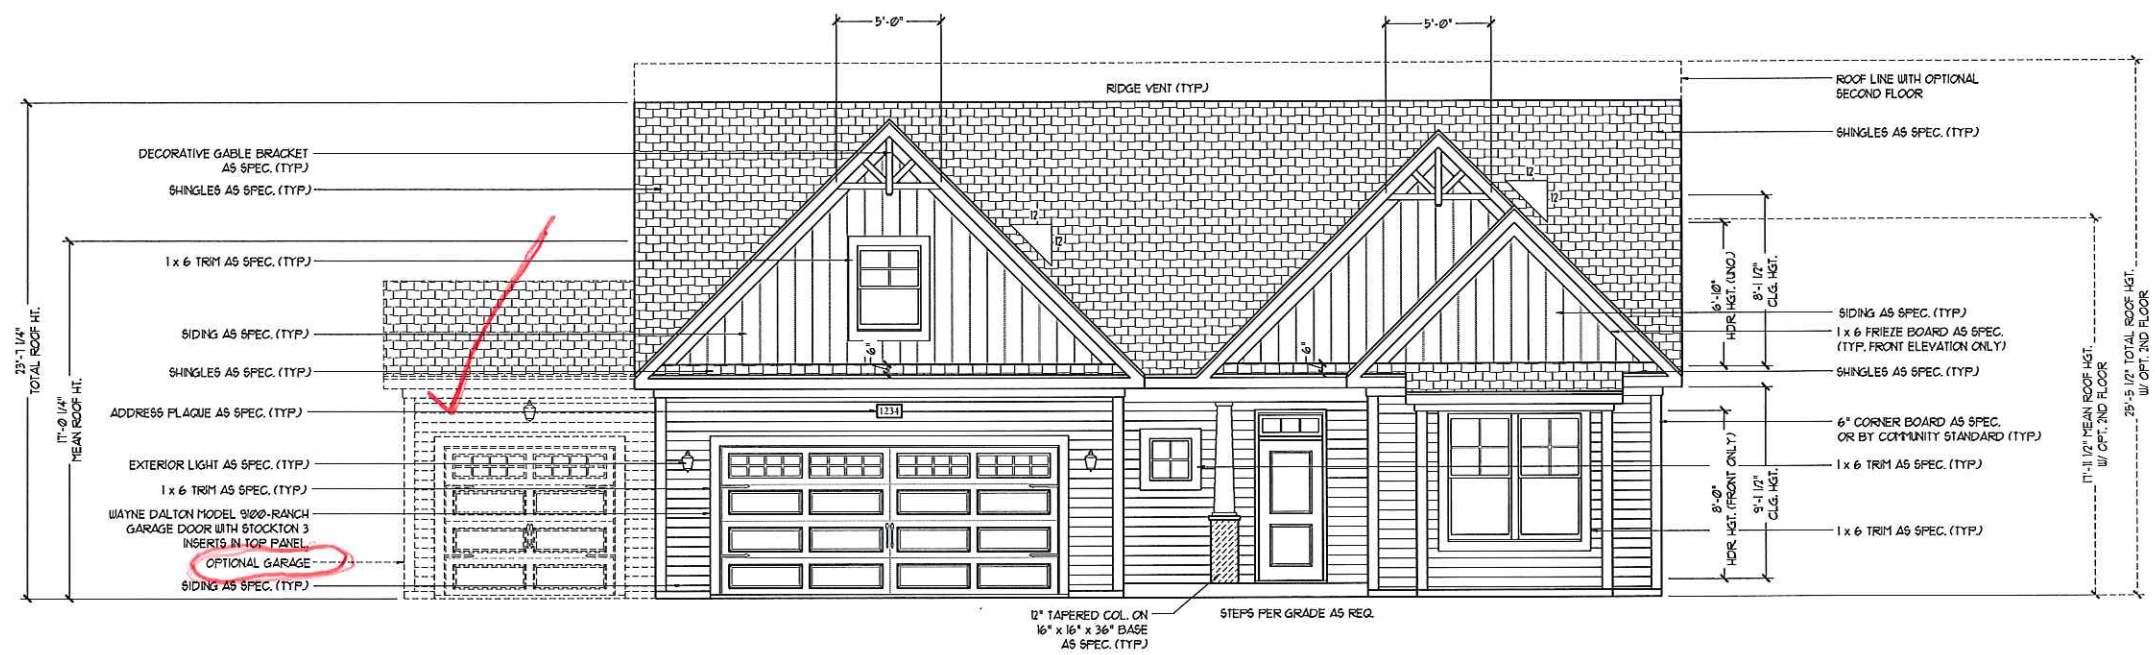 5'-0"
5'-0"
RIDGE VENT (TYP.)
ROOF LINE WITH OPTIONAL
SECOND FLOOR
SHINGLES AS SPEC. (TYP.)
DECORATIVE GABLE BRACKET
AS SPEC. (TYP.)
SHINGLES AS SPEC. (TYP.)
12
12
12
12
1 x 6 TRIM AS SPEC. (TYP.)
SIDING AS SPEC. (TYP.)
SHINGLES AS SPEC. (TYP.)
6"
6"
ADDRESS PLAQUE AS SPEC. (TYP.)
1234
EXTERIOR LIGHT AS SPEC. (TYP.)
1 x 6 TRIM AS SPEC. (TYP.)
WAYNE DALTON MODEL 9100-RANCH
GARAGE DOOR WITH STOCKTON 3
INSERTS IN TOP PANEL.
OPTIONAL GARAGE
SIDING AS SPEC. (TYP.)
23'-7 1/4"
TOTAL ROOF HT.
17'-0 1/4"
MEAN ROOF HT.
12" TAPERED COL. ON
16" x 16" x 36" BASE
AS SPEC. (TYP.)
STEPS PER GRADE AS REQ.
6'-10"
HDR. HGT. (UNO.)
8'-1 1/2"
CLG. HGT.
8'-0"
HDR. HGT. (FRONT ONLY)
9'-1 1/2"
CLG. HGT.
SIDING AS SPEC. (TYP.)
1 x 6 FRIEZE BOARD AS SPEC.
(TYP. FRONT ELEVATION ONLY)
SHINGLES AS SPEC. (TYP.)
6" CORNER BOARD AS SPEC.
OR BY COMMUNITY STANDARD (TYP.)
1 x 6 TRIM AS SPEC. (TYP.)
1 x 6 TRIM AS SPEC. (TYP.)
17'-11 1/2" MEAN ROOF HGT.
W/ OPT. 2ND FLOOR
25'-5 1/2" TOTAL ROOF HGT.
W/ OPT. 2ND FLOOR